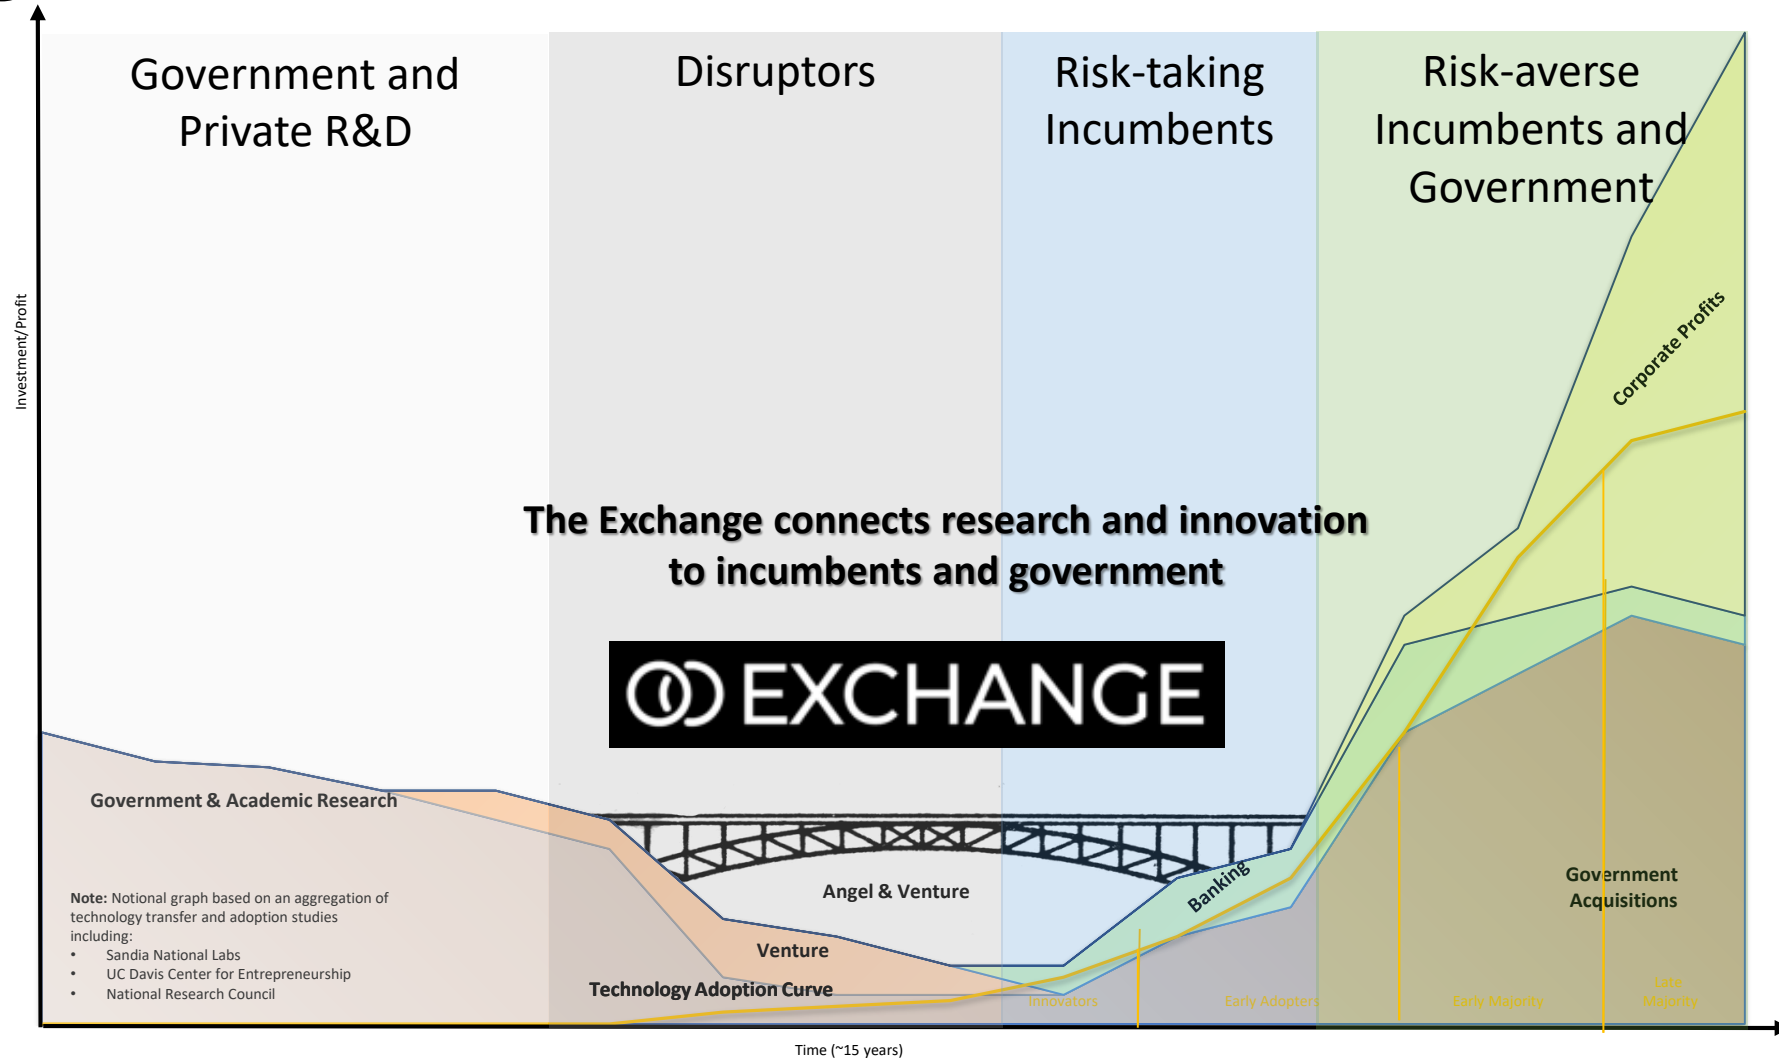 Government and
Private R&D
Disruptors
Risk-taking
Incumbents
Risk-averse
Incumbents and
Government
Investment/Profit
Corporate Profits
The Exchange connects research and innovation
to incumbents and government
EXCHANGE
Government & Academic Research
Angel & Venture
Banking
Government
Acquisitions
Note: Notional graph based on an aggregation of
technology transfer and adoption studies
including:
• Sandia National Labs
• UC Davis Center for Entrepreneurship
• National Research Council
Venture
Technology Adoption Curve
Innovators
Early Adopters
Early Majority
Late
Majority
Time (~15 years)